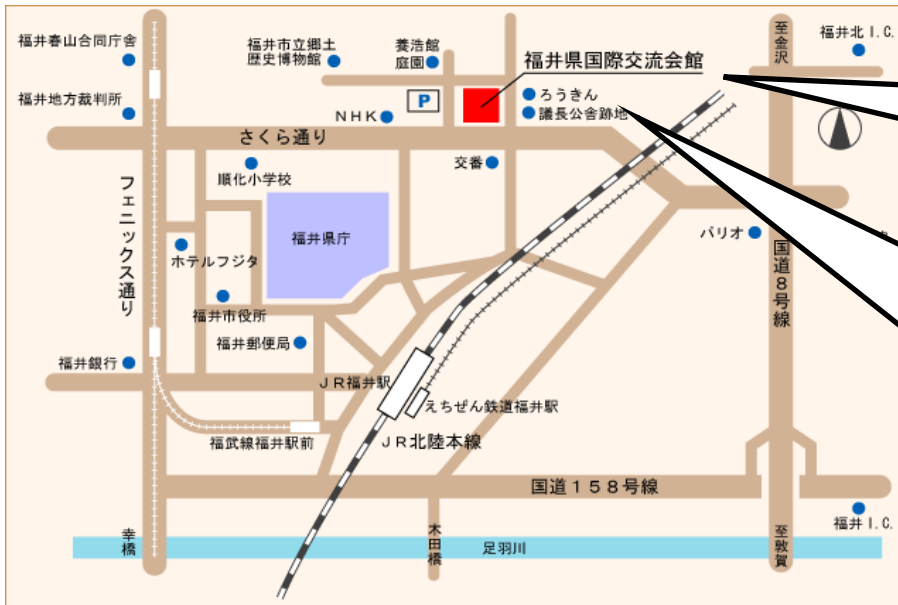 福井春山合同庁舎
福井地方裁判所
福井市立郷土
歴史博物館
養浩館
庭園
福井県国際交流会館
至金沢
福井北I.C.
P
NHK
ろうきん
議長公舎跡地
さくら通り
交番
順化小学校
フェニックス通り
福井県庁
ホテルフジタ
パリオ
国道8号線
福井市役所
福井郵便局
福井銀行
JR福井駅
えちぜん鉄道福井駅
福武線福井駅前
JR北陸本線
国道158号線
福井I.C.
幸橋
木田橋
足羽川
至敦賀